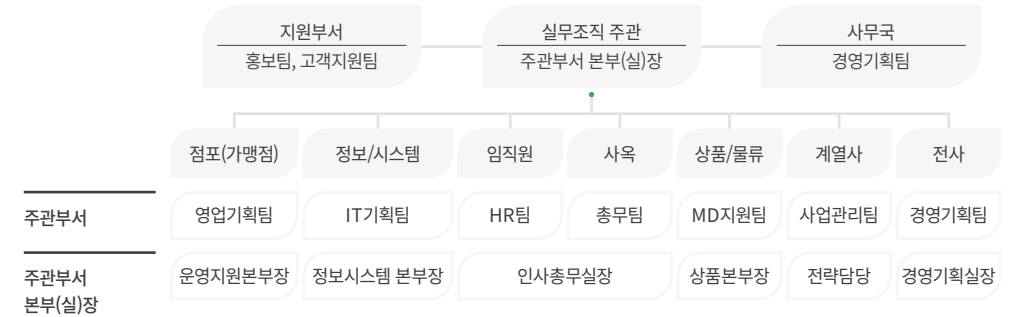 지원부서
홍보팀, 고객지원팀
실무조직 주관
주관부서 본부(실)장
사무국
경영기획팀
점포(가맹점) 정보/시스템 임직원 사옥 상품/물류 계열사 전사
주관부서 영업기획팀 IT기획팀 HR팀 총무팀 MD지원팀 사업관리팀 경영기획팀
주관부서
본부(실)장
운영지원본부장 정보시스템 본부장 인사총무실장 상품본부장 전략담당 경영기획실장